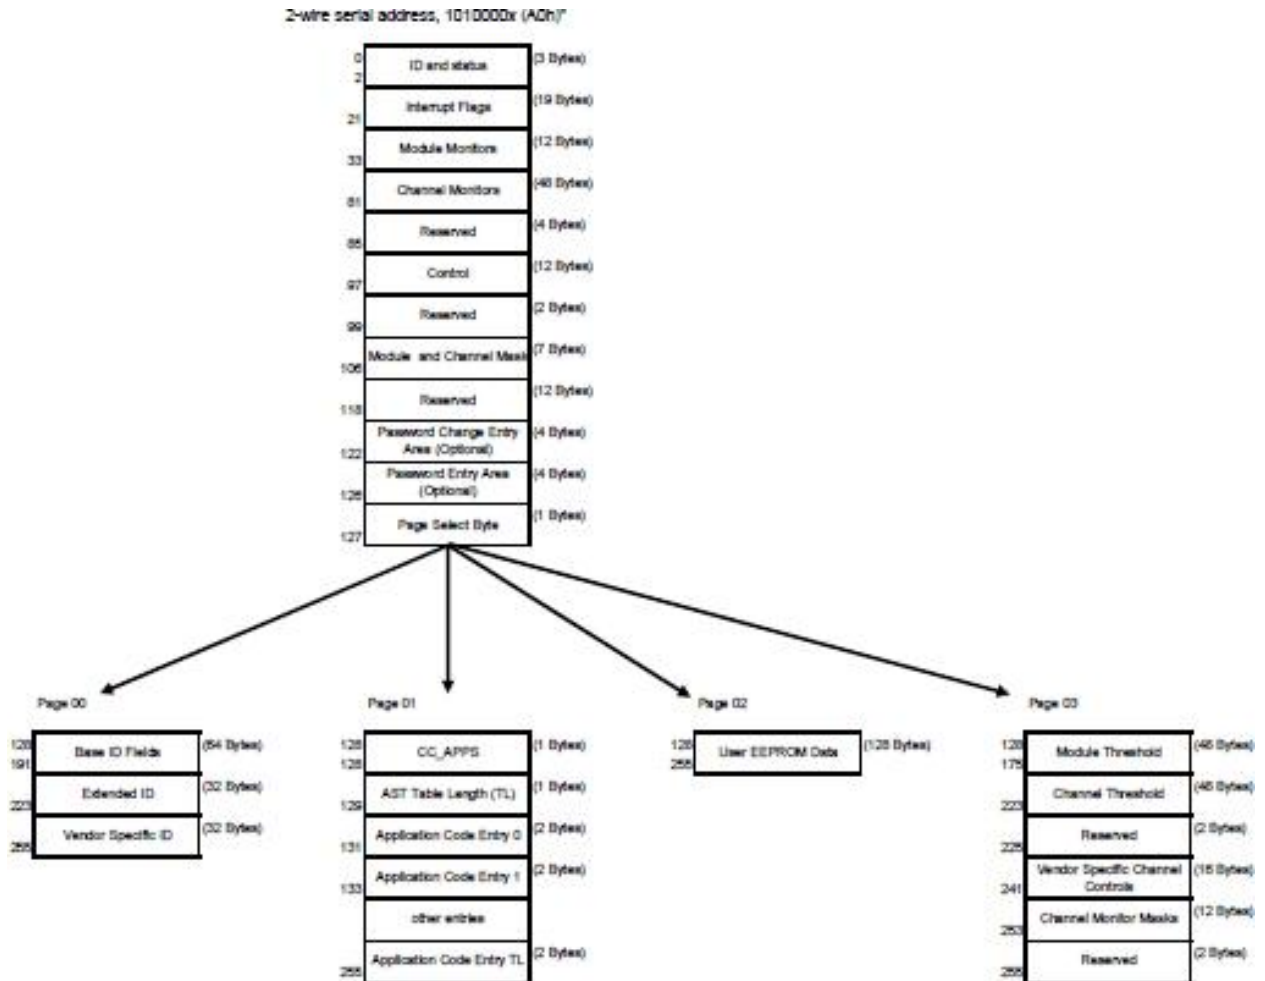 2-wire serial address, 1010000x (A0h)"
0
ID and status
(3 Bytes)
2
Interrupt Flags
(19 Bytes)
21
Module Monitors
(12 Bytes)
33
Channel Monitors
(48 Bytes)
81
Reserved
(4 Bytes)
85
Control
(12 Bytes)
97
Reserved
(2 Bytes)
99
Module and Channel Mask
(7 Bytes)
106
Reserved
(12 Bytes)
118
Password Change Entry
Area (Optional)
(4 Bytes)
122
Password Entry Area
(Optional)
(4 Bytes)
126
Page Select Byte
(1 Bytes)
127
Page 00
128
Base ID Fields
(64 Bytes)
191
Extended ID
(32 Bytes)
223
Vendor Specific ID
(32 Bytes)
255
Page 01
128
CC_APPS
(1 Bytes)
128
AST Table Length (TL)
(1 Bytes)
129
Application Code Entry 0
(2 Bytes)
131
Application Code Entry 1
(2 Bytes)
133
other entries
Application Code Entry TL
(2 Bytes)
255
Page 02
128
User EEPROM Data
(128 Bytes)
255
Page 03
128
Module Threshold
(48 Bytes)
175
Channel Threshold
(48 Bytes)
223
Reserved
(2 Bytes)
225
Vendor Specific Channel
Controls
(16 Bytes)
241
Channel Monitor Masks
(12 Bytes)
253
Reserved
(2 Bytes)
255